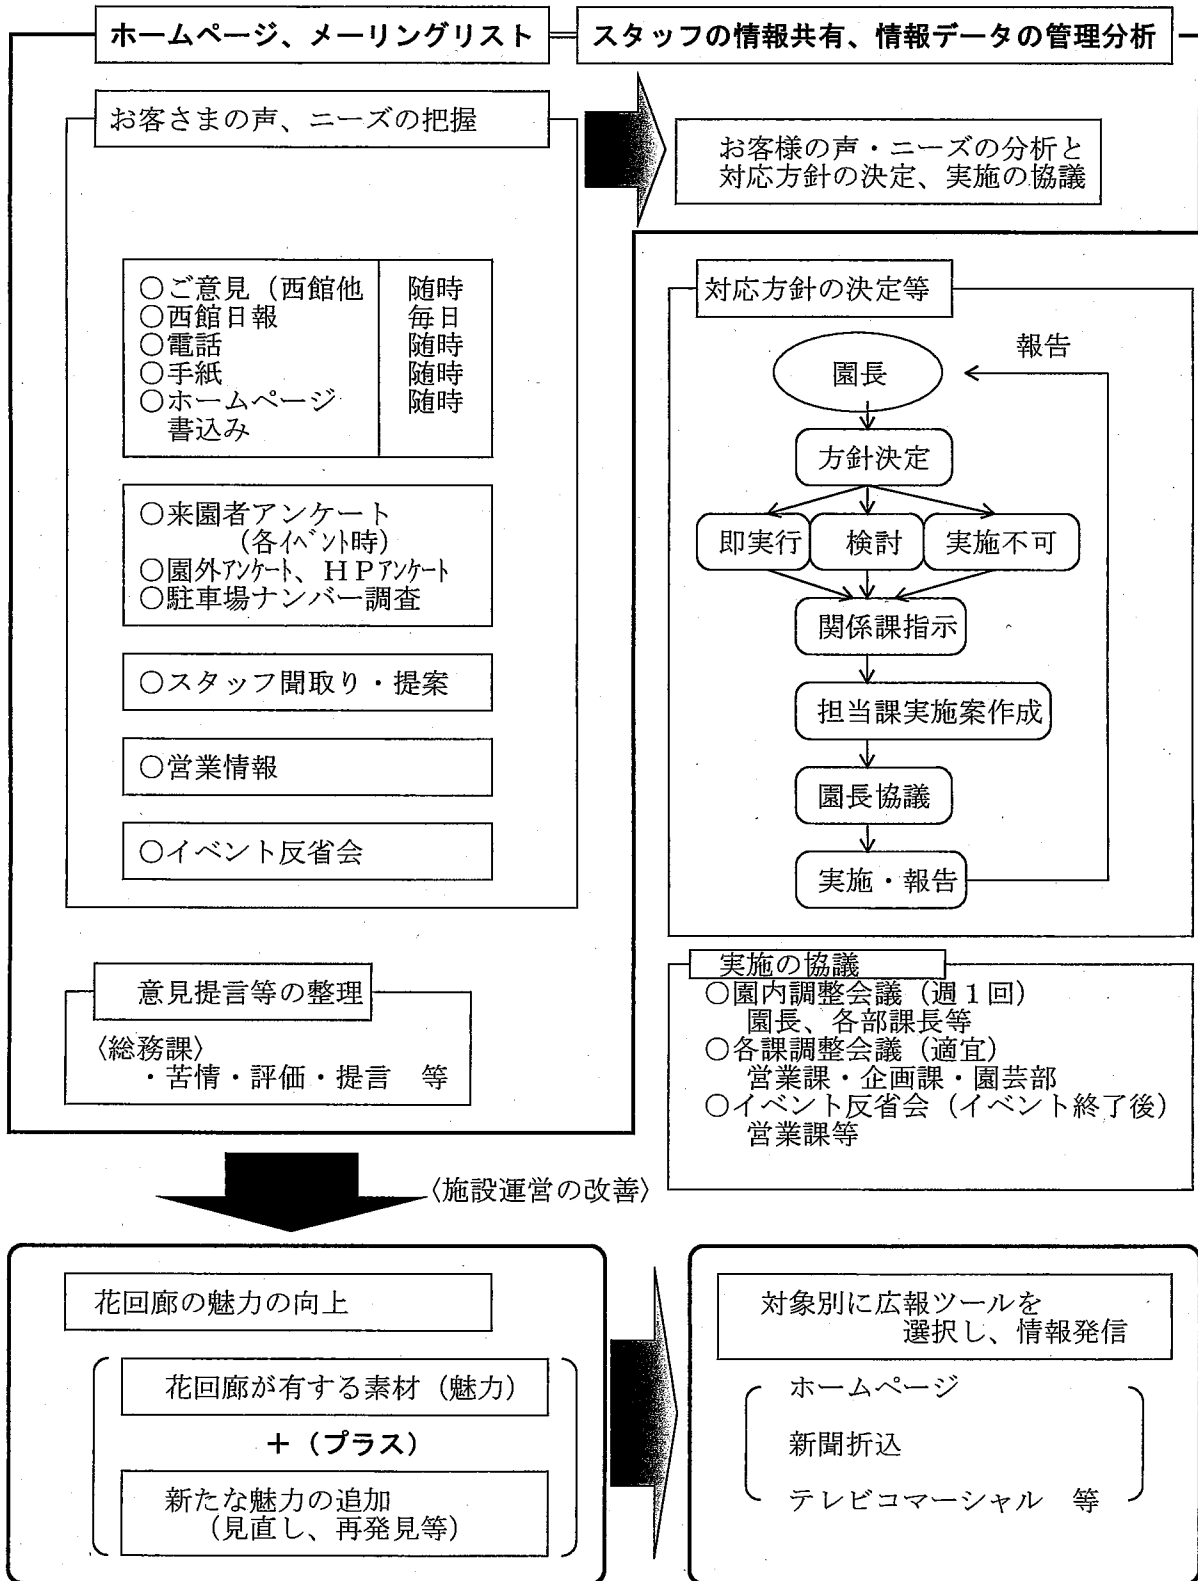 ホームページ、メーリングリスト
スタッフの情報共有、情報データの管理分析
お客さまの声、ニーズの把握
お客様の声・ニーズの分析と
対応方針の決定、実施の協議
○ご意見（西館他 随時
○西館日報 毎日
○電話 随時
○手紙 随時
○ホームページ 随時
書込み
○来園者アンケート
（各ｲﾍﾞﾝﾄ時）
○園外ｱﾝｹｰﾄ、ＨＰｱﾝｹｰﾄ
○駐車場ナンバー調査
○スタッフ聞取り・提案
○営業情報
○イベント反省会
意見提言等の整理
〈総務課〉
・苦情・評価・提言　等
対応方針の決定等
報告
園長
方針決定
即実行
検討
実施不可
関係課指示
担当課実施案作成
園長協議
実施・報告
実施の協議
○園内調整会議（週１回）
園長、各部課長等
○各課調整会議（適宜）
営業課・企画課・園芸部
○イベント反省会（イベント終了後）
営業課等
〈施設運営の改善〉
花回廊の魅力の向上
花回廊が有する素材（魅力）
＋（プラス）
新たな魅力の追加
（見直し、再発見等）
対象別に広報ツールを
選択し、情報発信
ホームページ
新聞折込
テレビコマーシャル　等